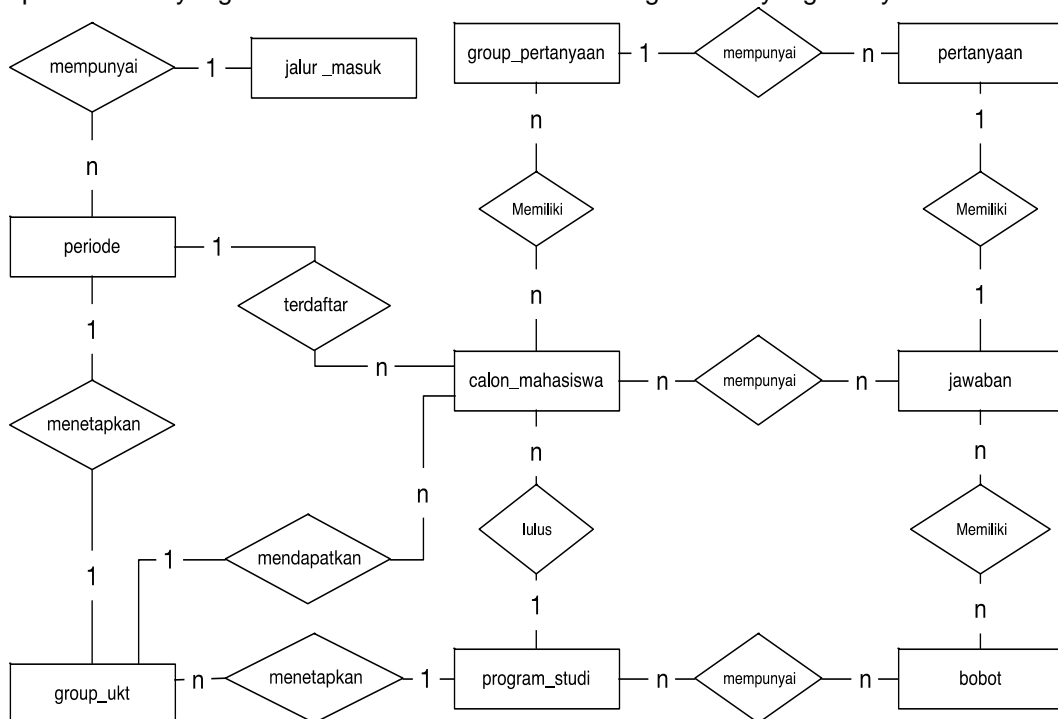 mempunyai 1 jalur _masuk group_pertanyaan 1 mempunyai n pertanyaan
n n 1
Memiliki Memiliki
periode 1
terdaftar n 1
1 n calon_mahasiswa n mempunyai n jawaban
menetapkan n n
n
lulus Memiliki
1 mendapatkan
1 1 n
group_ukt n menetapkan 1 program_studi n mempunyai n bobot